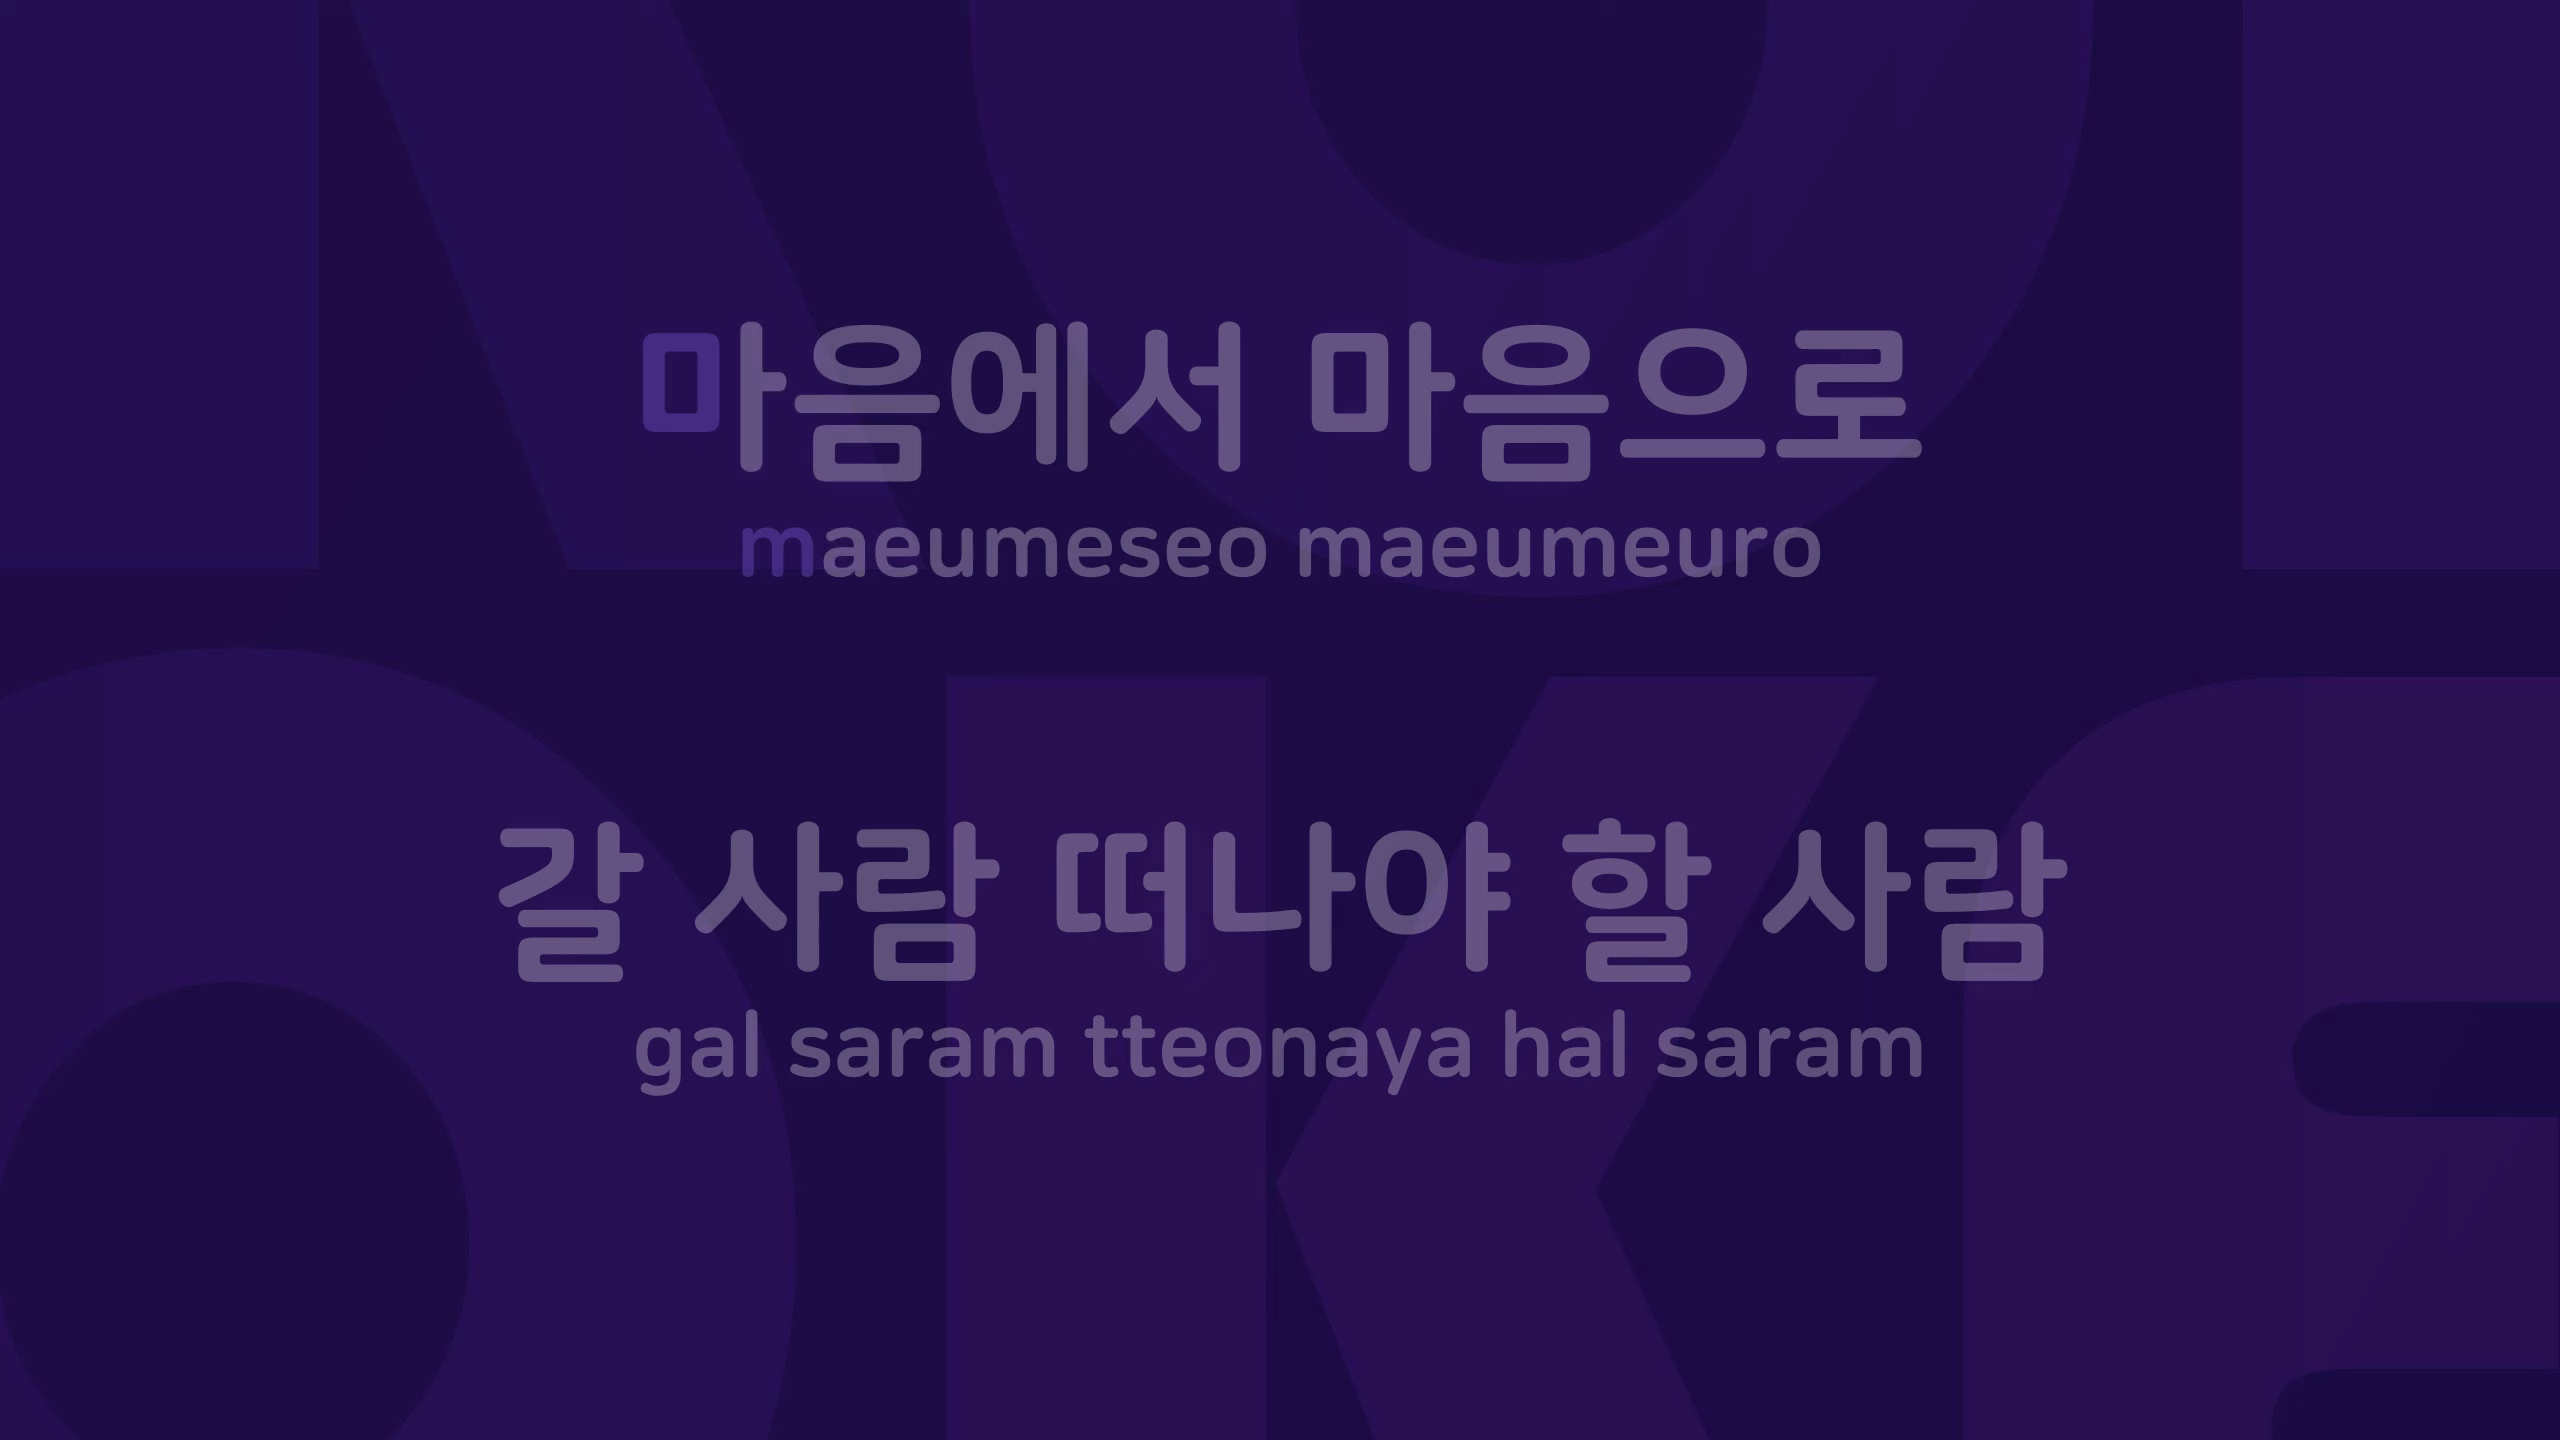 마음에서 마음으로
maeumeseo maeumeuro
갈 사람 떠나야 할 사람
gal saram tteonaya hal saram